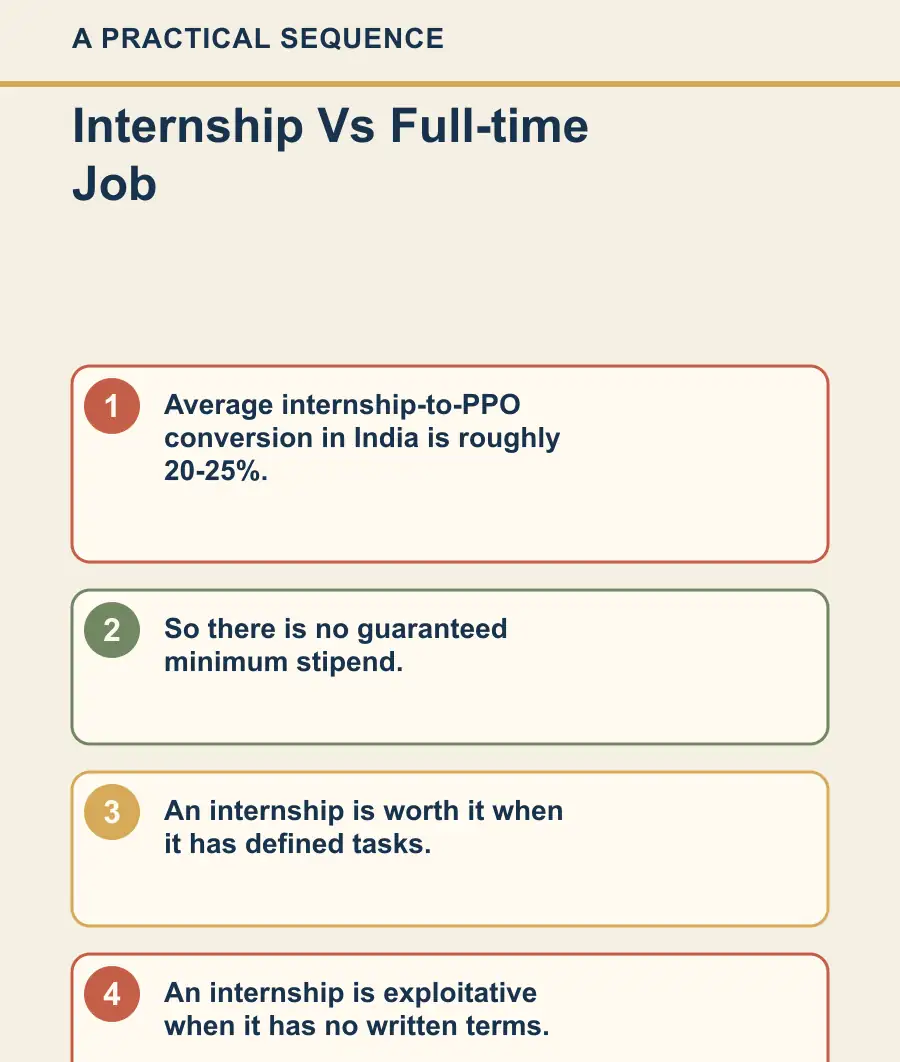 A PRACTICAL SEQUENCE
Internship Vs Full-time
Job
1
Average internship-to-PPO
conversion in India is roughly
20-25%.
2
So there is no guaranteed
minimum stipend.
3
An internship is worth it when
it has defined tasks.
4
An internship is exploitative
when it has no written terms.